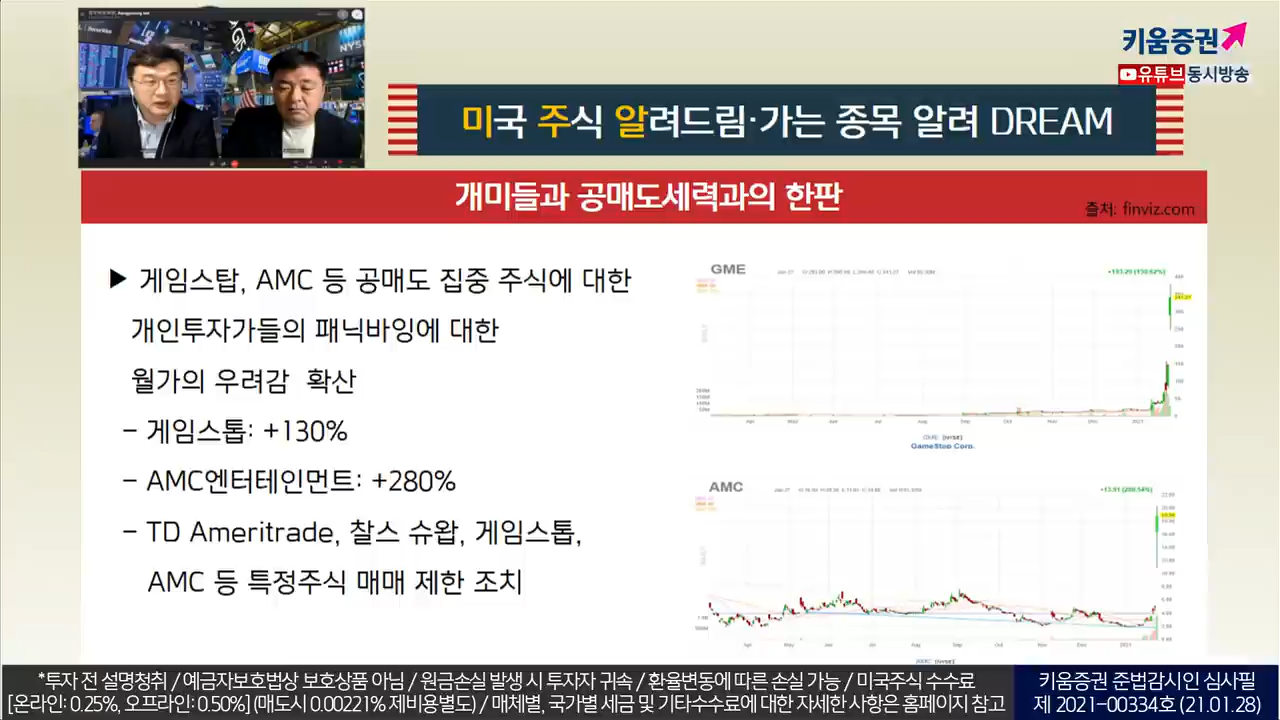 키움증권
유튜브동시방송
미국 주식 알려드림·가는 종목 알려 DREAM
개미들과 공매도세력과의 한판
출처: finviz.com
▶ 게임스탑, AMC 등 공매도 집중 주식에 대한
개인투자가들의 패닉바잉에 대한
월가의 우려감 확산
- 게임스톱: +130%
- AMC엔터테인먼트: +280%
- TD Ameritrade, 찰스 슈왑, 게임스톱,
AMC 등 특정주식 매매 제한 조치
GME
GameStop Corp.
AMC
*투자 전 설명청취 / 예금자보호법상 보호상품 아님 / 원금손실 발생 시 투자자 귀속 / 환율변동에 따른 손실 가능 / 미국주식 수수료
[온라인: 0.25%, 오프라인: 0.50%] (매도시 0.00221% 제비용별도) / 매체별, 국가별 세금 및 기타수수료에 대한 자세한 사항은 홈페이지 참고
키움증권 준법감시인 심사필
제 2021-00334호 (21.01.28)